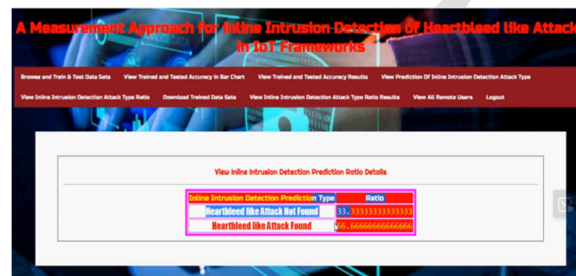 A Measurement Approach for Inline Intrusion Detection of Heartbleed like Attack
in IoT Frameworks
Browse and Train & Test Data Sets View Trained and Tested Accuracy in Bar Chart View Trained and Tested Accuracy Results View Prediction Of Inline Intrusion Detection Attack Type
View Inline Intrusion Detection Attack Type Ratio Download Trained Data Sets View Inline Intrusion Detection Attack Type Ratio Results View All Remote Users Logout
View Inline Intrusion Detection Prediction Ratio Details
Inline Intrusion Detection Prediction Type Ratio
Heartbleed like Attack Not Found 33.33333333333333
Heartbleed like Attack Found 66.66666666666666